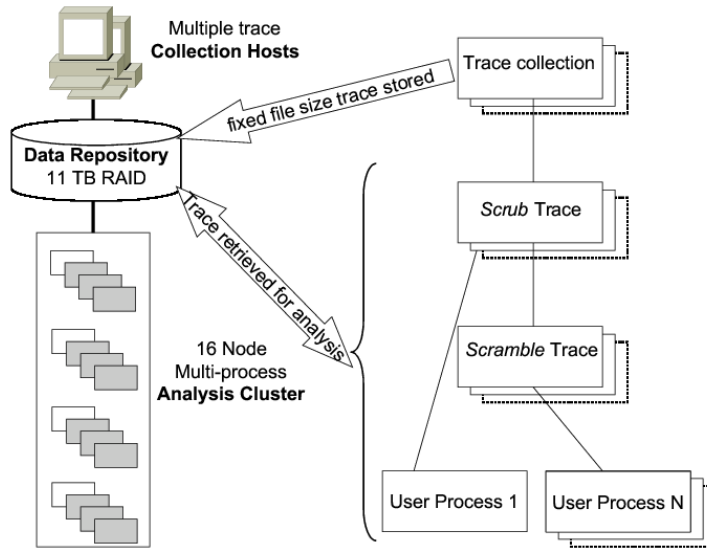 Multiple trace
Collection Hosts
Trace collection
fixed file size trace stored
Data Repository
11 TB RAID
Scrub Trace
Trace retrieved for analysis
16 Node
Multi-process
Analysis Cluster
Scramble Trace
User Process 1
User Process N